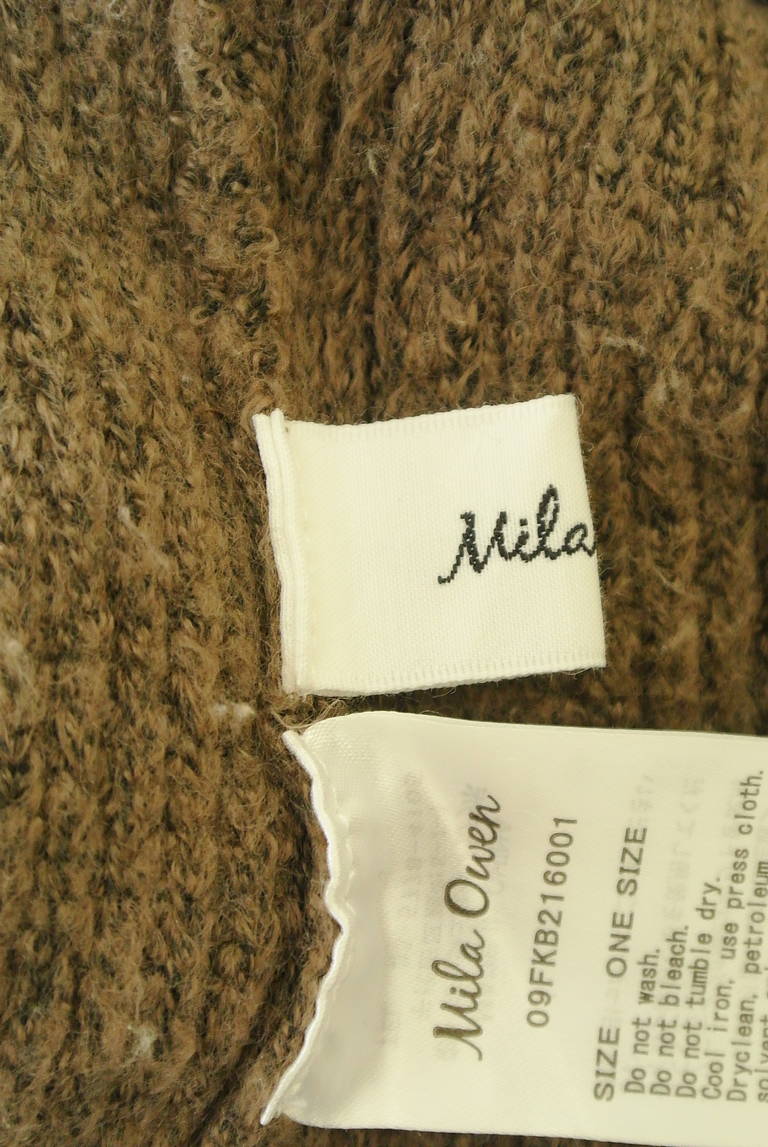 Mila
Mila Owen
09FKB216001
SIZE ONE SIZE
Do not wash.
Do not bleach.
Do not tumble dry.
Cool iron, use press cloth.
Dryclean, petroleum
solvent